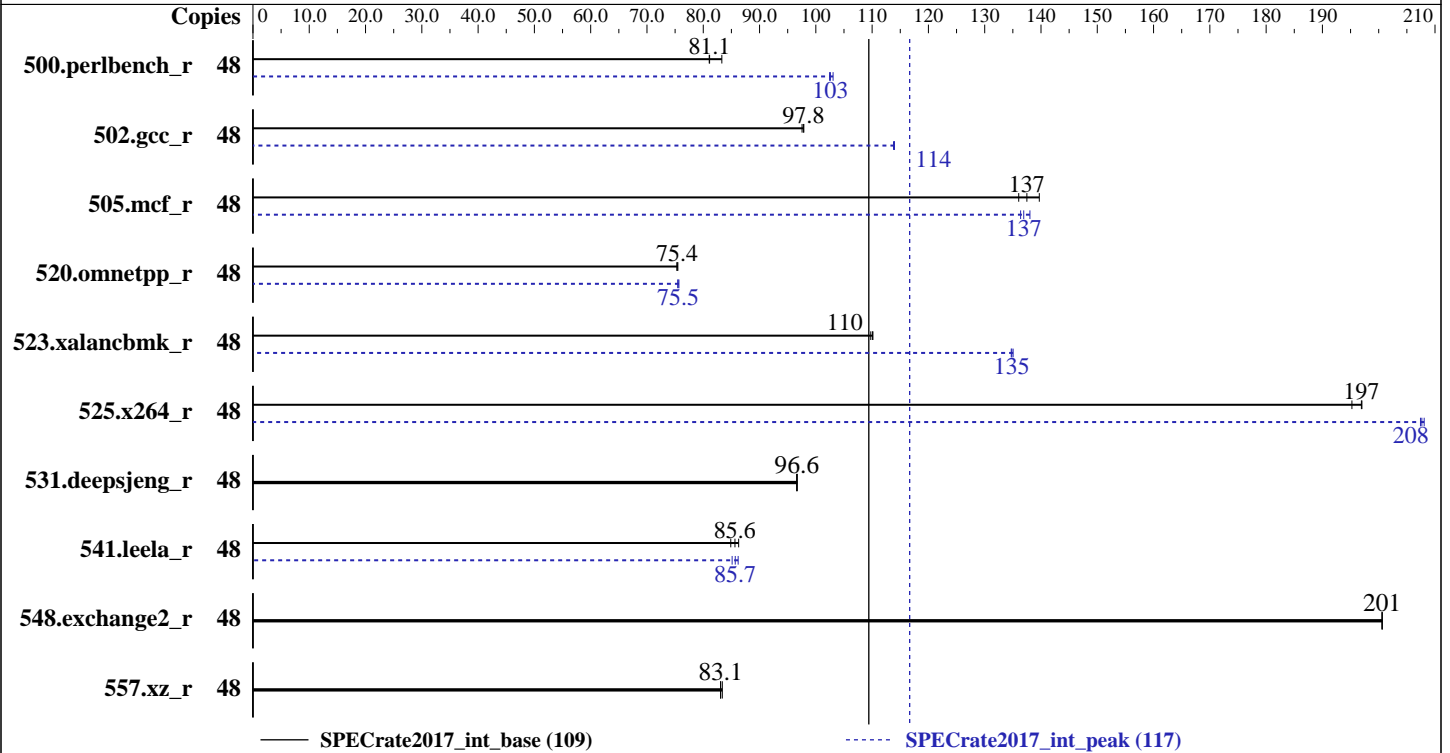 Copies 0 10.0 20.0 30.0 40.0 50.0 60.0 70.0 80.0 90.0 100 110 120 130 140 150 160 170 180 190 210
500.perlbench_r 48 81.1
103
502.gcc_r 48 97.8
114
505.mcf_r 48 137
137
520.omnetpp_r 48 75.4
75.5
523.xalancbmk_r 48 110
135
525.x264_r 48 197
208
531.deepsjeng_r 48 96.6
541.leela_r 48 85.6
85.7
548.exchange2_r 48 201
557.xz_r 48 83.1
SPECrate2017_int_base (109) SPECrate2017_int_peak (117)